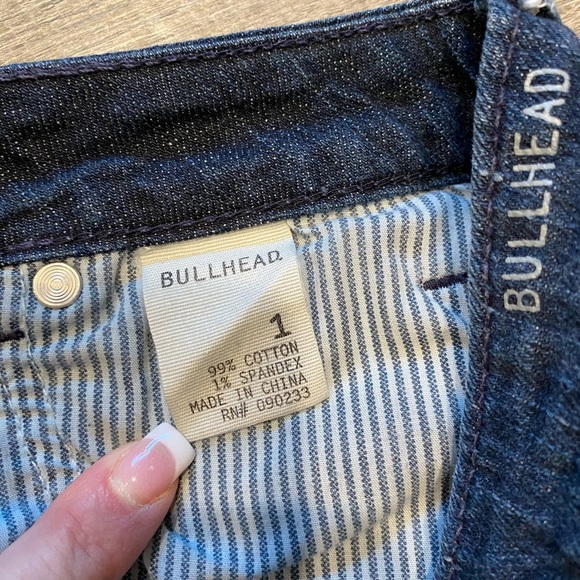 BULLHEAD
1
99% COTTON
1% SPANDEX
MADE IN CHINA
RN# 090233
BULLHEAD